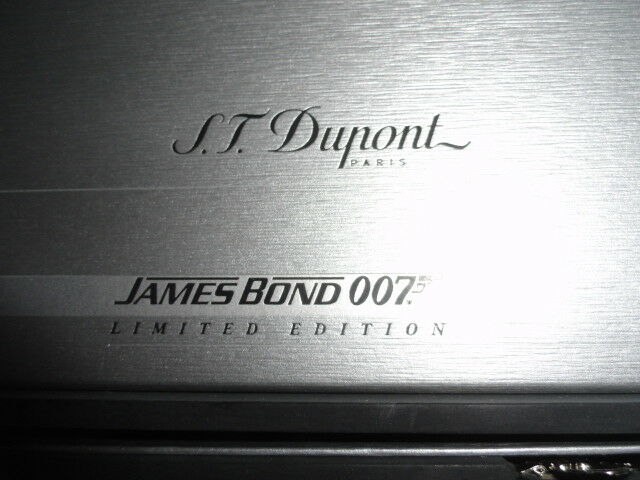 S.T. Dupont
PARIS
JAMES BOND 007
LIMITED EDITION